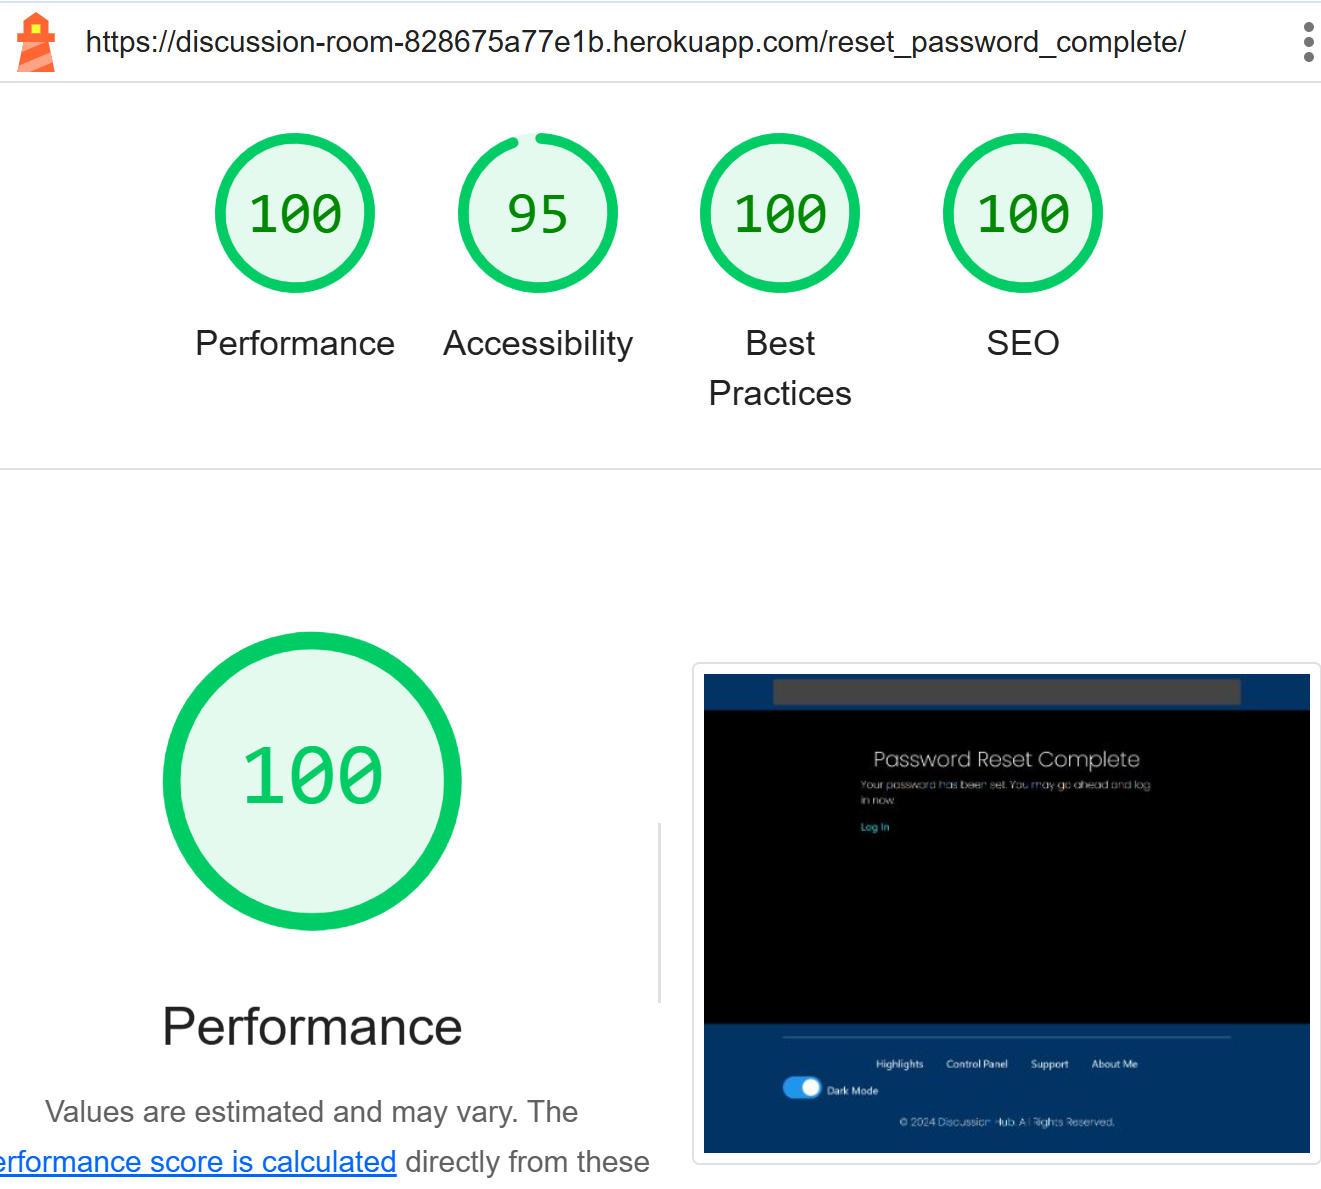 https://discussion-room-828675a77e1b.herokuapp.com/reset_password_complete/
100
95
100
100
Performance
Accessibility
Best
Practices
SEO
100
Performance
Values are estimated and may vary. The
erformance score is calculated directly from these
Password Reset Complete
Your password has been set. You may go ahead and log
in now.
Log In
Highlights Control Panel Support About Me
Dark Mode
© 2024 Discussion Hub. All Rights Reserved.